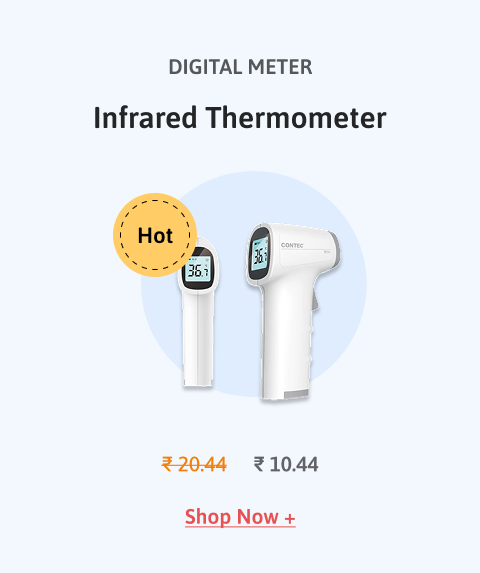 DIGITAL METER
Infrared Thermometer
Hot
CONTEC
36.7
36.7
₹ 20.44 ₹ 10.44
Shop Now +